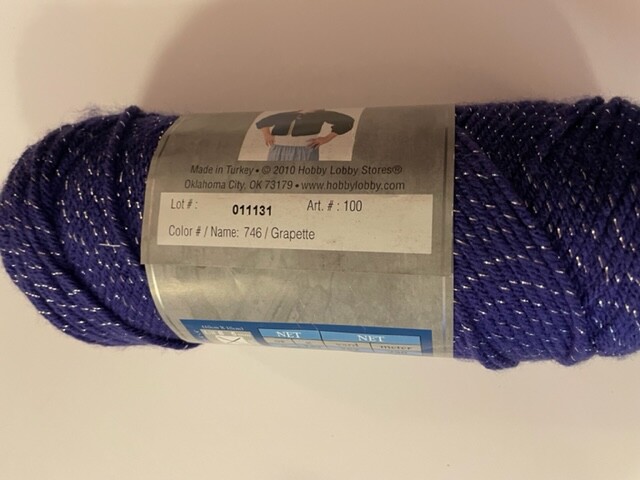 Made in Turkey • © 2010 Hobby Lobby Stores®
Oklahoma City, OK 73179 • www.hobbylobby.com
Lot # : 011131 Art. # : 100
Color # / Name: 746 / Grapette
NET NET
meter